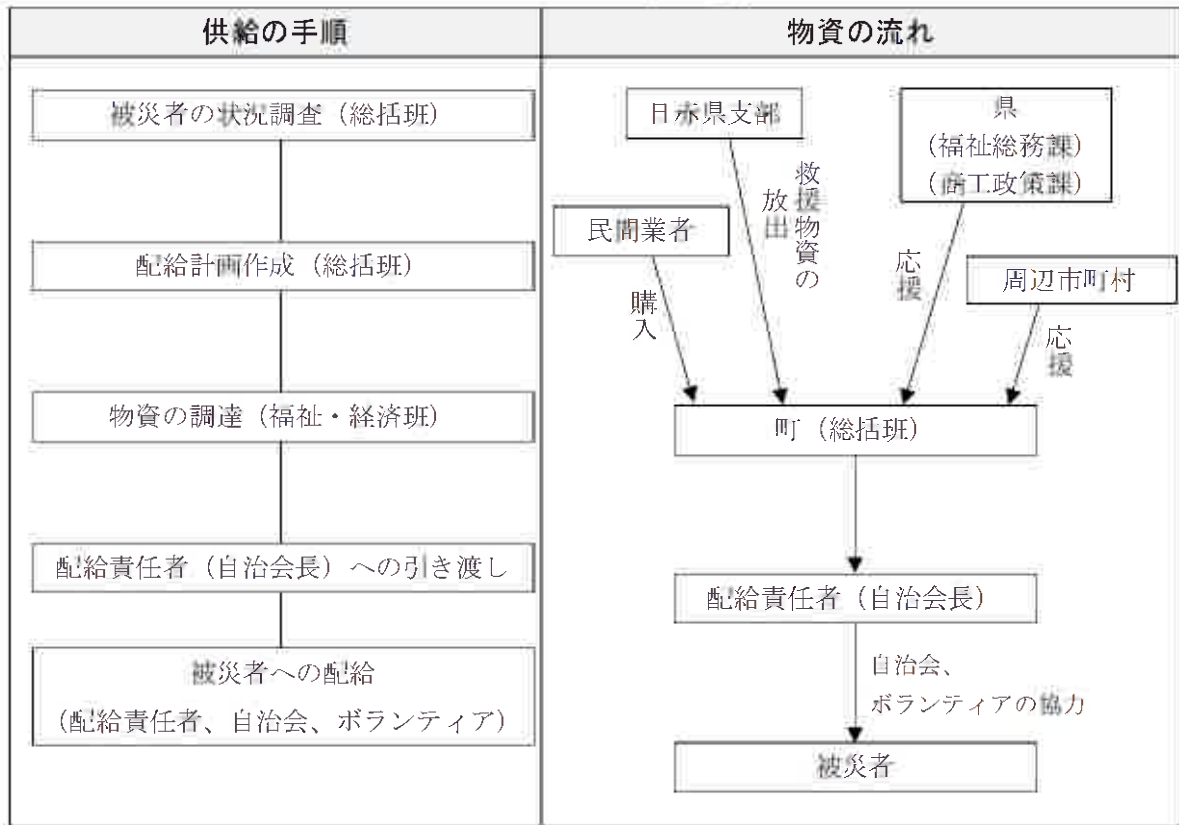 供給の手順
被災者の状況調査（総括班）
配給計画作成（総括班）
物資の調達（福祉・経済班）
配給責任者（自治会長）への引き渡し
被災者への配給
（配給責任者、自治会、ボランティア）
物資の流れ
日赤県支部
県
（福祉総務課）
（商工政策課）
民間業者
周辺市町村
救援物資の
放出
購入
応援
応援
町（総括班）
配給責任者（自治会長）
自治会、
ボランティアの協力
被災者